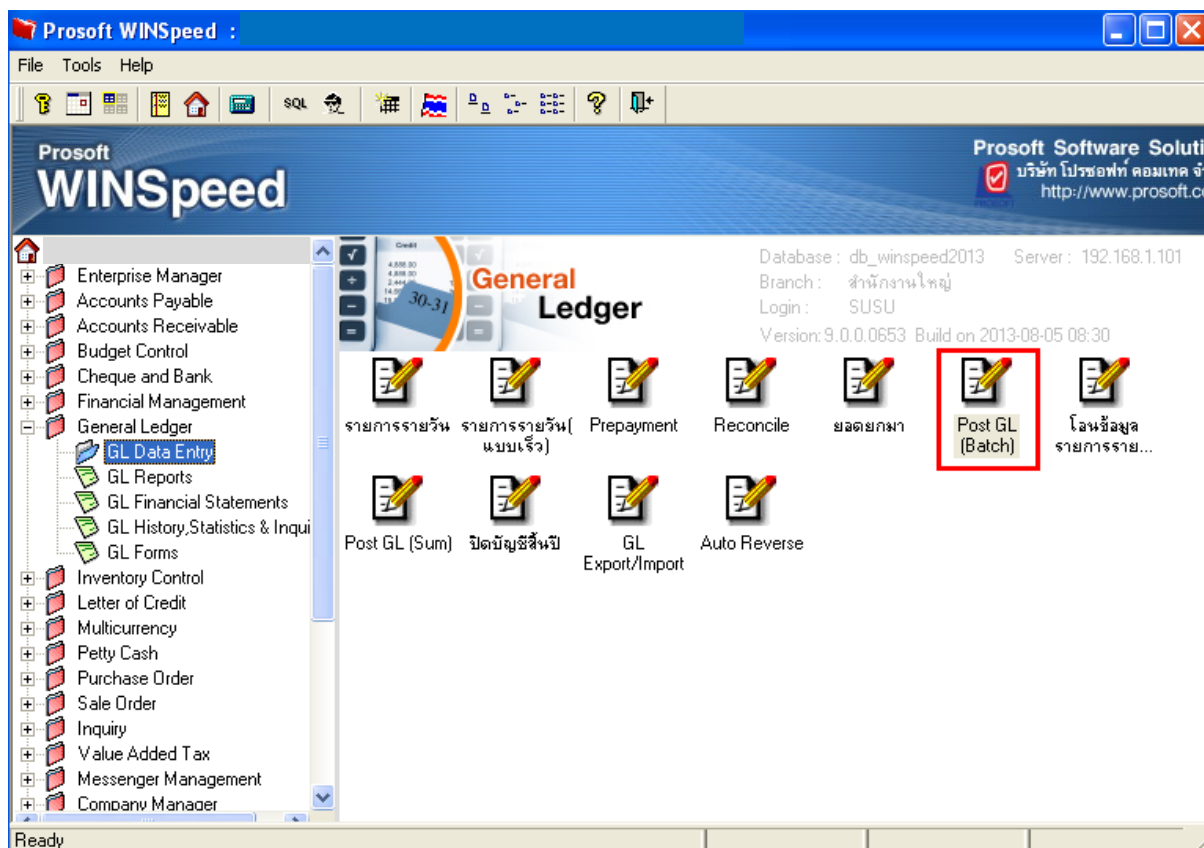 Prosoft WINSpeed :
File Tools Help
SQL
Prosoft
WINSpeed
Prosoft Software Soluti
บริษัท โปรซอฟท์ คอมเทค จำ
http://www.prosoft.co
Enterprise Manager
Accounts Payable
Accounts Receivable
Budget Control
Cheque and Bank
Financial Management
General Ledger
GL Data Entry
GL Reports
GL Financial Statements
GL History,Statistics & Inqui
GL Forms
Inventory Control
Letter of Credit
Multicurrency
Petty Cash
Purchase Order
Sale Order
Inquiry
Value Added Tax
Messenger Management
Company Manager
Credit
30-31
General
Ledger
Database : db_winspeed2013 Server : 192.168.1.101
Branch : สำนักงานใหญ่
Login : SUSU
Version: 9.0.0.0653 Build on 2013-08-05 08:30
รายการรายวัน
รายการรายวัน(
แบบเร็ว)
Prepayment
Reconcile
ยอดยกมา
Post GL
(Batch)
โอนข้อมูล
รายการราย...
Post GL (Sum)
ปิดบัญชีสิ้นปี
GL
Export/Import
Auto Reverse
Ready